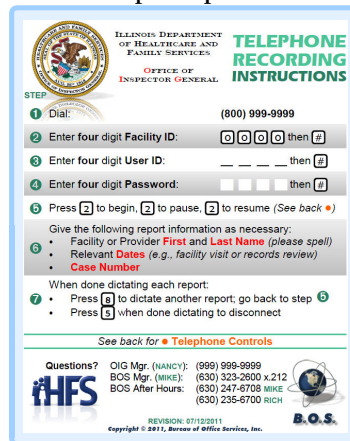 ILLINOIS DEPARTMENT
OF HEALTHCARE AND
FAMILY SERVICES
OFFICE OF
INSPECTOR GENERAL
TELEPHONE
RECORDING
INSTRUCTIONS
STEP
1 Dial: (800) 999-9999
2 Enter four digit Facility ID: 0 0 0 0 then #
3 Enter four digit User ID: _ _ _ _ then #
4 Enter four digit Password: then #
5 Press 2 to begin, 2 to pause, 2 to resume (See back •)
6 Give the following report information as necessary:
• Facility or Provider First and Last Name (please spell)
• Relevant Dates (e.g., facility visit or records review)
• Case Number
7 When done dictating each report:
• Press 8 to dictate another report; go back to step 6
• Press 5 when done dictating to disconnect
See back for • Telephone Controls
Questions? OIG Mgr. (NANCY): (999) 999-9999
BOS Mgr. (MIKE): (630) 323-2600 x.212
BOS After Hours: (630) 247-6708 MIKE
(630) 235-6700 RICH
HFS
B.O.S.
REVISION: 07/12/2011
Copyright © 2011, Bureau of Office Services, Inc.